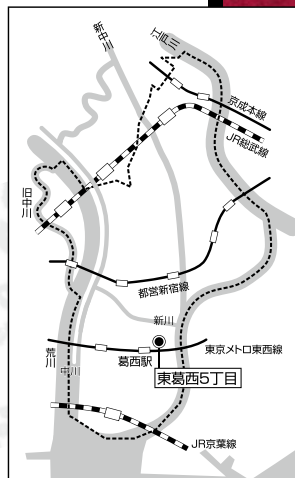 新中川
江戸川
京成本線
JR総武線
旧中川
都営新宿線
新川
荒川
中川
葛西駅
東京メトロ東西線
東葛西5丁目
JR京葉線